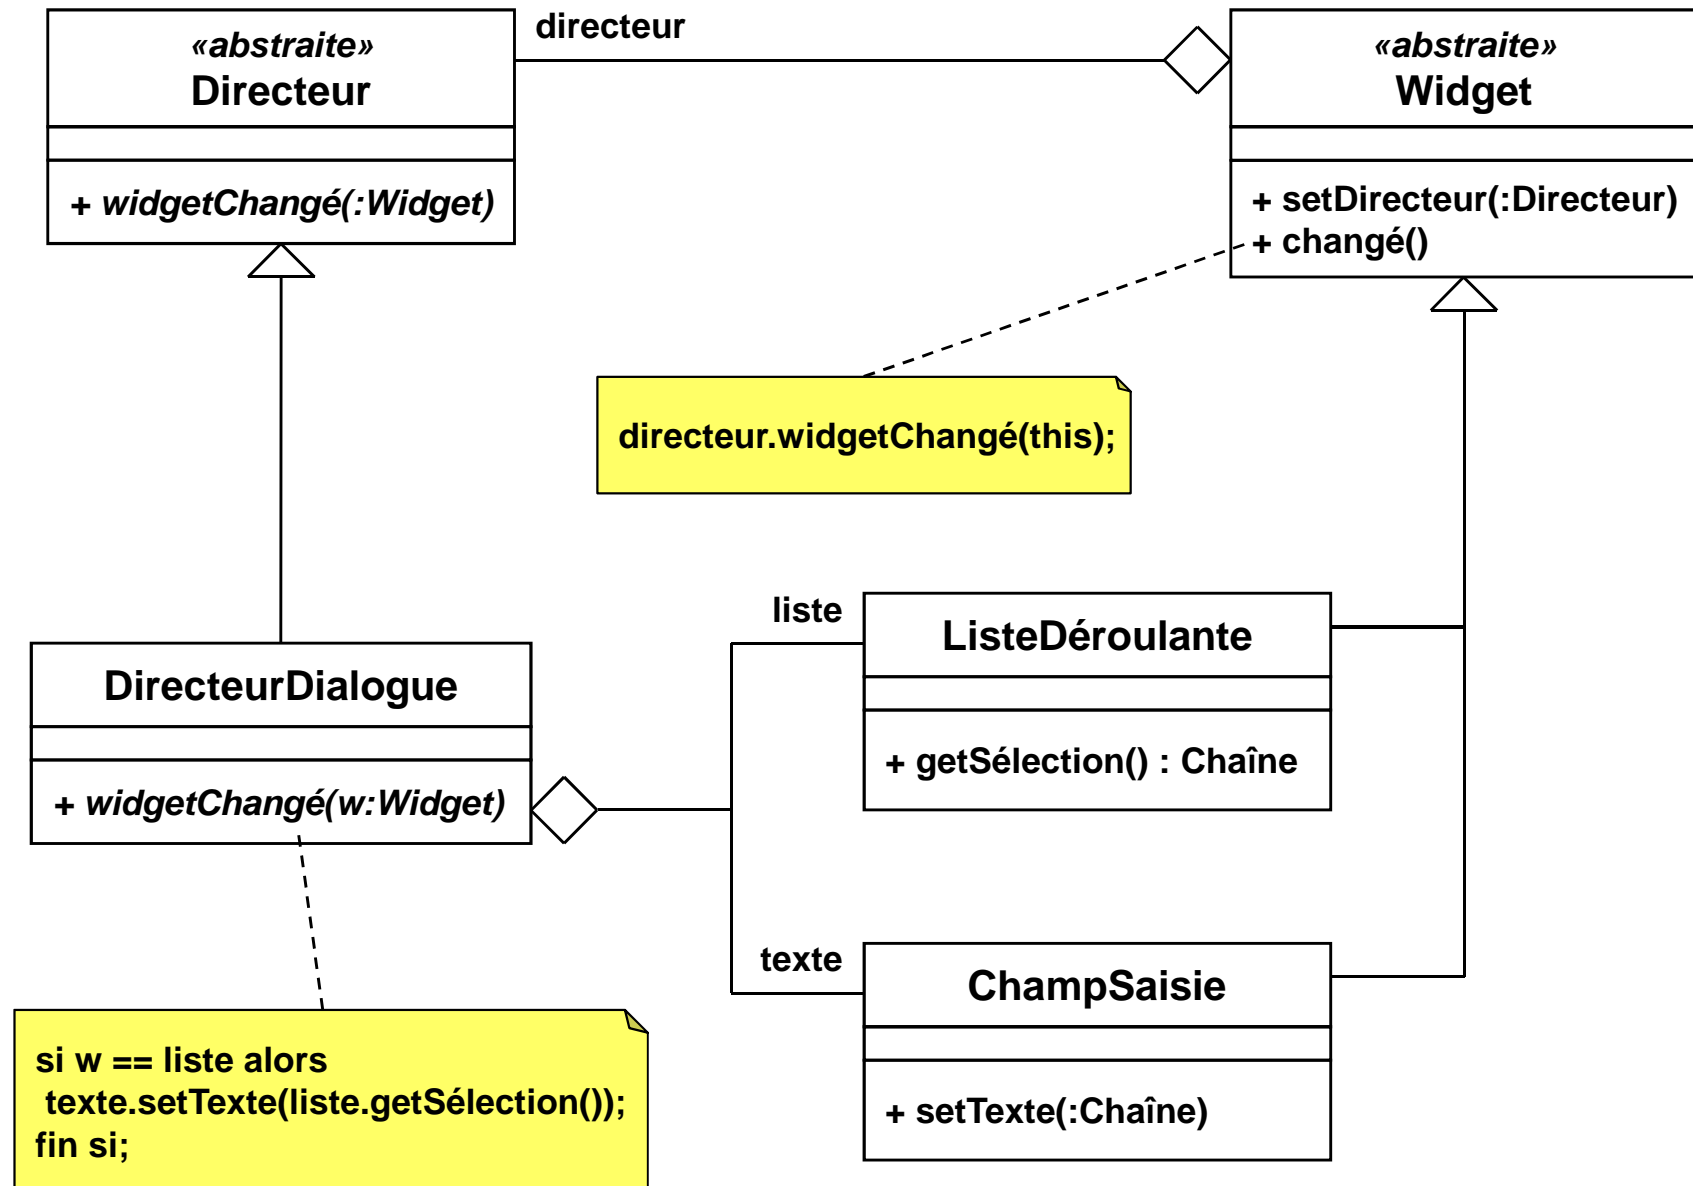 «abstraite»
Directeur
+ widgetChangé(:Widget)
directeur
«abstraite»
Widget
+ setDirecteur(:Directeur)
+ changé()
directeur.widgetChangé(this);
DirecteurDialogue
+ widgetChangé(w:Widget)
liste
ListeDéroulante
+ getSélection() : Chaîne
texte
ChampSaisie
+ setTexte(:Chaîne)
si w == liste alors
texte.setTexte(liste.getSélection());
fin si;